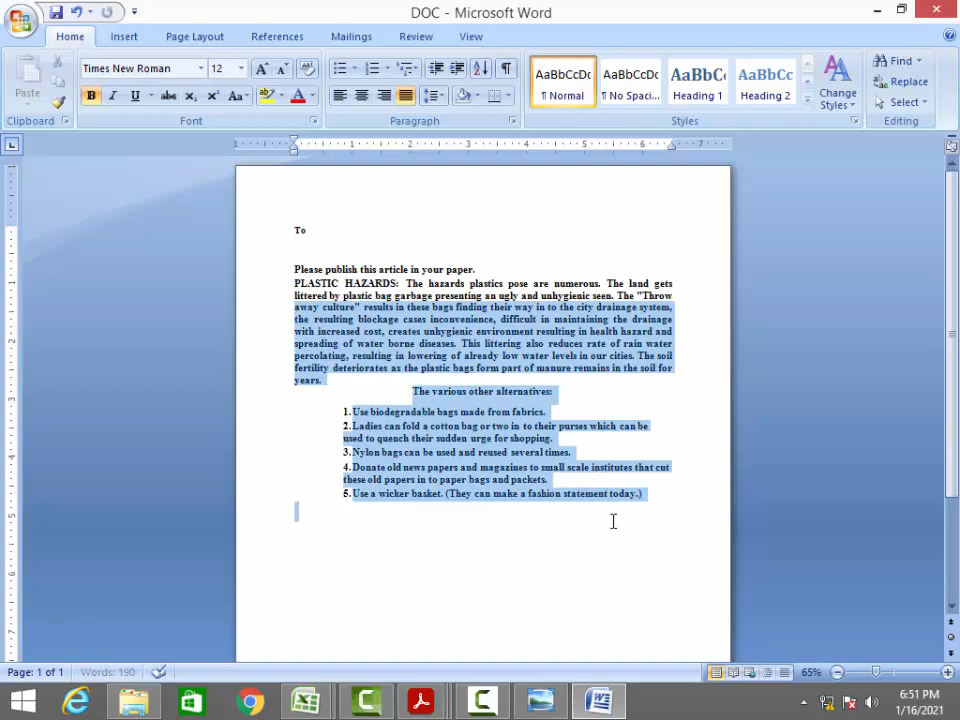 DOC - Microsoft Word
Home Insert Page Layout References Mailings Review View
Paste
Times New Roman 12
AaBbCcDc AaBbCcDc AaBbC AaBbCc
¶ Normal ¶ No Spaci... Heading 1 Heading 2
Change Styles
Find
Replace
Select
Clipboard Font Paragraph Styles Editing
1 1 2 3 4 5 6 7
To
Please publish this article in your paper.
PLASTIC HAZARDS: The hazards plastics pose are numerous. The land gets
littered by plastic bag garbage presenting an ugly and unhygienic seen. The "Throw
away culture" results in these bags finding their way in to the city drainage system,
the resulting blockage cases inconvenience, difficult in maintaining the drainage
with increased cost, creates unhygienic environment resulting in health hazard and
spreading of water borne diseases. This littering also reduces rate of rain water
percolating, resulting in lowering of already low water levels in our cities. The soil
fertility deteriorates as the plastic bags form part of manure remains in the soil for
years.
The various other alternatives:
1. Use biodegradable bags made from fabrics.
2. Ladies can fold a cotton bag or two in to their purses which can be
used to quench their sudden urge for shopping.
3. Nylon bags can be used and reused several times.
4. Donate old news papers and magazines to small scale institutes that cut
these old papers in to paper bags and packets.
5. Use a wicker basket. (They can make a fashion statement today.)
Page: 1 of 1 Words: 190 65%
6:51 PM
1/16/2021